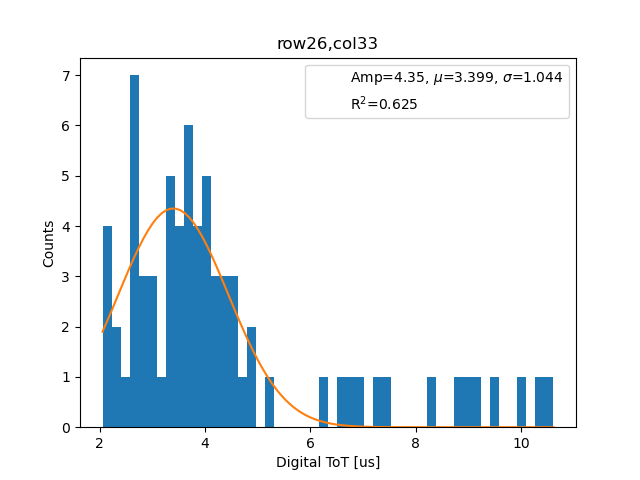 row26,col33
Amp=4.35, μ=3.399, σ=1.044
R²=0.625
Counts
7
6
5
4
3
2
1
0
2 4 6 8 10
Digital ToT [us]